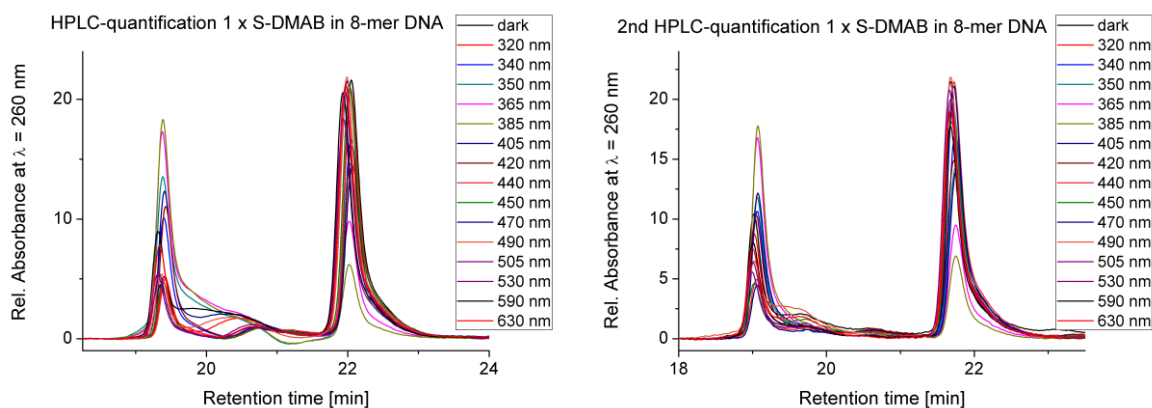 HPLC-quantification 1 x S-DMAB in 8-mer DNA
Rel. Absorbance at λ = 260 nm
20
10
0
20
22
24
Retention time [min]
dark
320 nm
340 nm
350 nm
365 nm
385 nm
405 nm
420 nm
440 nm
450 nm
470 nm
490 nm
505 nm
530 nm
590 nm
630 nm
2nd HPLC-quantification 1 x S-DMAB in 8-mer DNA
Rel. Absorbance at λ = 260 nm
20
15
10
5
0
18
20
22
Retention time [min]
dark
320 nm
340 nm
350 nm
365 nm
385 nm
405 nm
420 nm
440 nm
450 nm
470 nm
490 nm
505 nm
530 nm
590 nm
630 nm